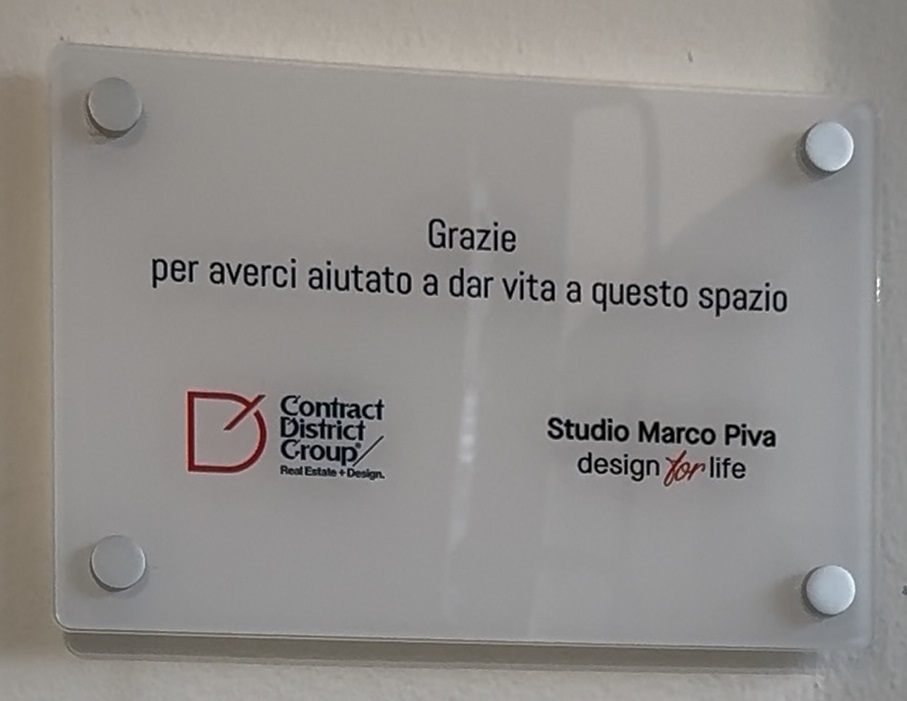 Grazie
per averci aiutato a dar vita a questo spazio
Contract
District
Group®
Real Estate + Design.
Studio Marco Piva
design for life